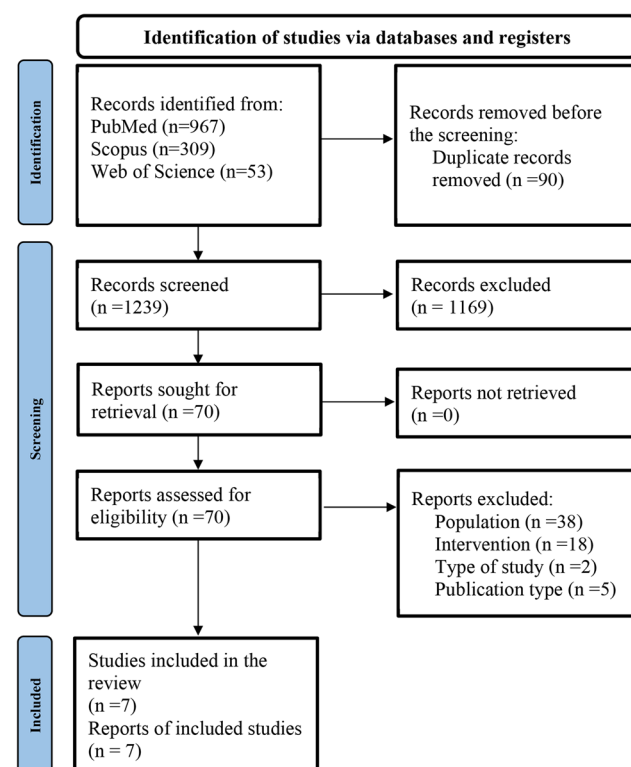 Identification of studies via databases and registers
Identification
Records identified from:
PubMed (n=967)
Scopus (n=309)
Web of Science (n=53)
Records removed before
the screening:
Duplicate records
removed (n =90)
Screening
Records screened
(n =1239)
Records excluded
(n = 1169)
Reports sought for
retrieval (n =70)
Reports not retrieved
(n =0)
Reports assessed for
eligibility (n =70)
Reports excluded:
Population (n =38)
Intervention (n =18)
Type of study (n =2)
Publication type (n =5)
Included
Studies included in the
review
(n =7)
Reports of included studies
(n = 7)